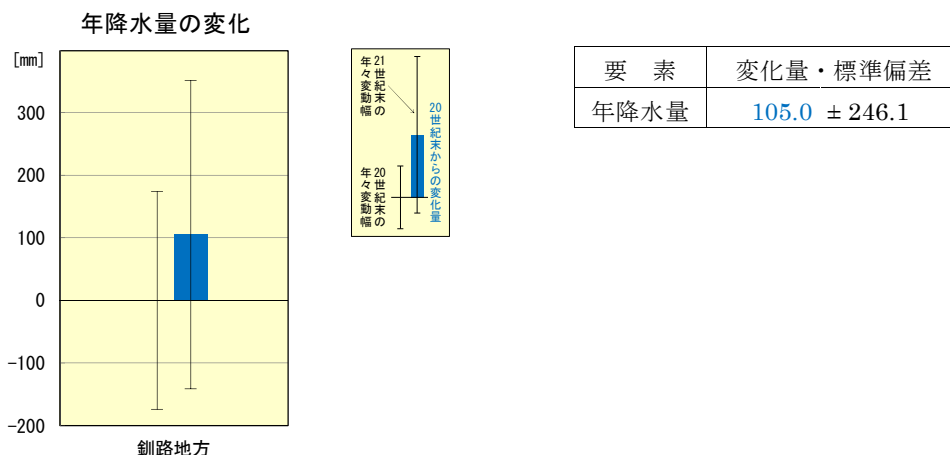 年降水量の変化
[mm]
300
200
100
0
-100
-200
釧路地方
21世紀末の
年々変動幅
20世紀末からの変化量
20世紀末の
年々変動幅
要　素　変化量・標準偏差
年降水量　105.0 ±246.1